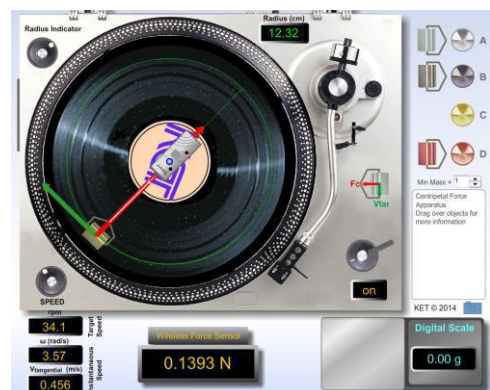 Radius Indicator
Radius (cm)
12.32
A
B
C
D
Min Mass × 1
Centripetal Force
Apparatus
Drag over objects for
more information
Fc
Vtan
on
KET © 2014
SPEED
rpm
34.1
ω (rad/s)
3.57
Vtangential (m/s)
0.456
Target
Speed
Instantaneous
Speed
Wireless Force Sensor
0.1393 N
Digital Scale
0.00 g